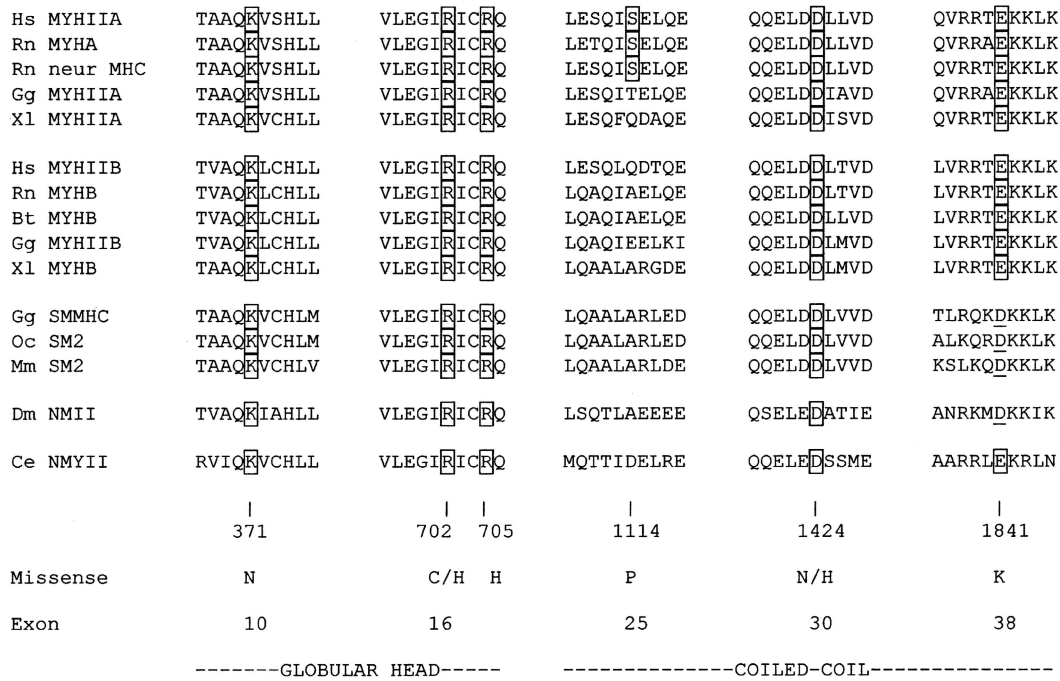 Hs MYHIIA TAAQKVSHLL VLEGIRICRQ LESQISELQE QQELDDLLVD QVRRTEKKLK
Rn MYHA TAAQKVSHLL VLEGIRICRQ LETQISELQE QQELDDLLVD QVRRAEKKLK
Rn neur MHC TAAQKVSHLL VLEGIRICRQ LESQISELQE QQELDDLLVD QVRRTEKKLK
Gg MYHIIA TAAQKVSHLL VLEGIRICRQ LESQITELQE QQELDDIAVD QVRRAEKKLK
Xl MYHIIA TAAQKVCHLL VLEGIRICRQ LESQFQDAQE QQELDDISVD QVRRTEKKLK
Hs MYHIIB TVAQKLCHLL VLEGIRICRQ LESQLQDTQE QQELDDLTVD LVRRTEKKLK
Rn MYHB TVAQKLCHLL VLEGIRICRQ LQAQIAELQE QQELDDLTVD LVRRTEKKLK
Bt MYHB TVAQKLCHLL VLEGIRICRQ LQAQIAELQE QQELDDLLVD LVRRTEKKLK
Gg MYHIIB TVAQKLCHLL VLEGIRICRQ LQAQIEELKI QQELDDLMVD LVRRTEKKLK
Xl MYHB TAAQKLCHLL VLEGIRICRQ LQAALARGDE QQELDDLMVD LVRRTEKKLK
Gg SMMHC TAAQKVCHLM VLEGIRICRQ LQAALARLED QQELDDLVVD TLRQKDKKLK
Oc SM2 TAAQKVCHLM VLEGIRICRQ LQAALARLED QQELDDLVVD ALKQRDKKLK
Mm SM2 TAAQKVCHLV VLEGIRICRQ LQAALARLDE QQELDDLVVD KSLKQDKKLK
Dm NMII TVAQKIAHLL VLEGIRICRQ LSQTLAEEEE QSELEDATIE ANRKMDKKIK
Ce NMYII RVIQKVCHLL VLEGIRICRQ MQTTIDELRE QQELEDSSME AARRLEKRLN
371 702 705 1114 1424 1841
Missense N C/H H P N/H K
Exon 10 16 25 30 38
-------GLOBULAR HEAD----- --------------COILED-COIL---------------